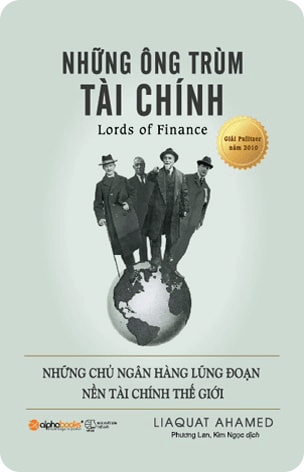 NHỮNG ÔNG TRÙM
TÀI CHÍNH
Lords of Finance
Giải Pulitzer
năm 2010
NHỮNG CHỦ NGÂN HÀNG LŨNG ĐOẠN
NỀN TÀI CHÍNH THẾ GIỚI
alphabooks
LIAQUAT AHAMED
Phương Lan, Kim Ngọc dịch